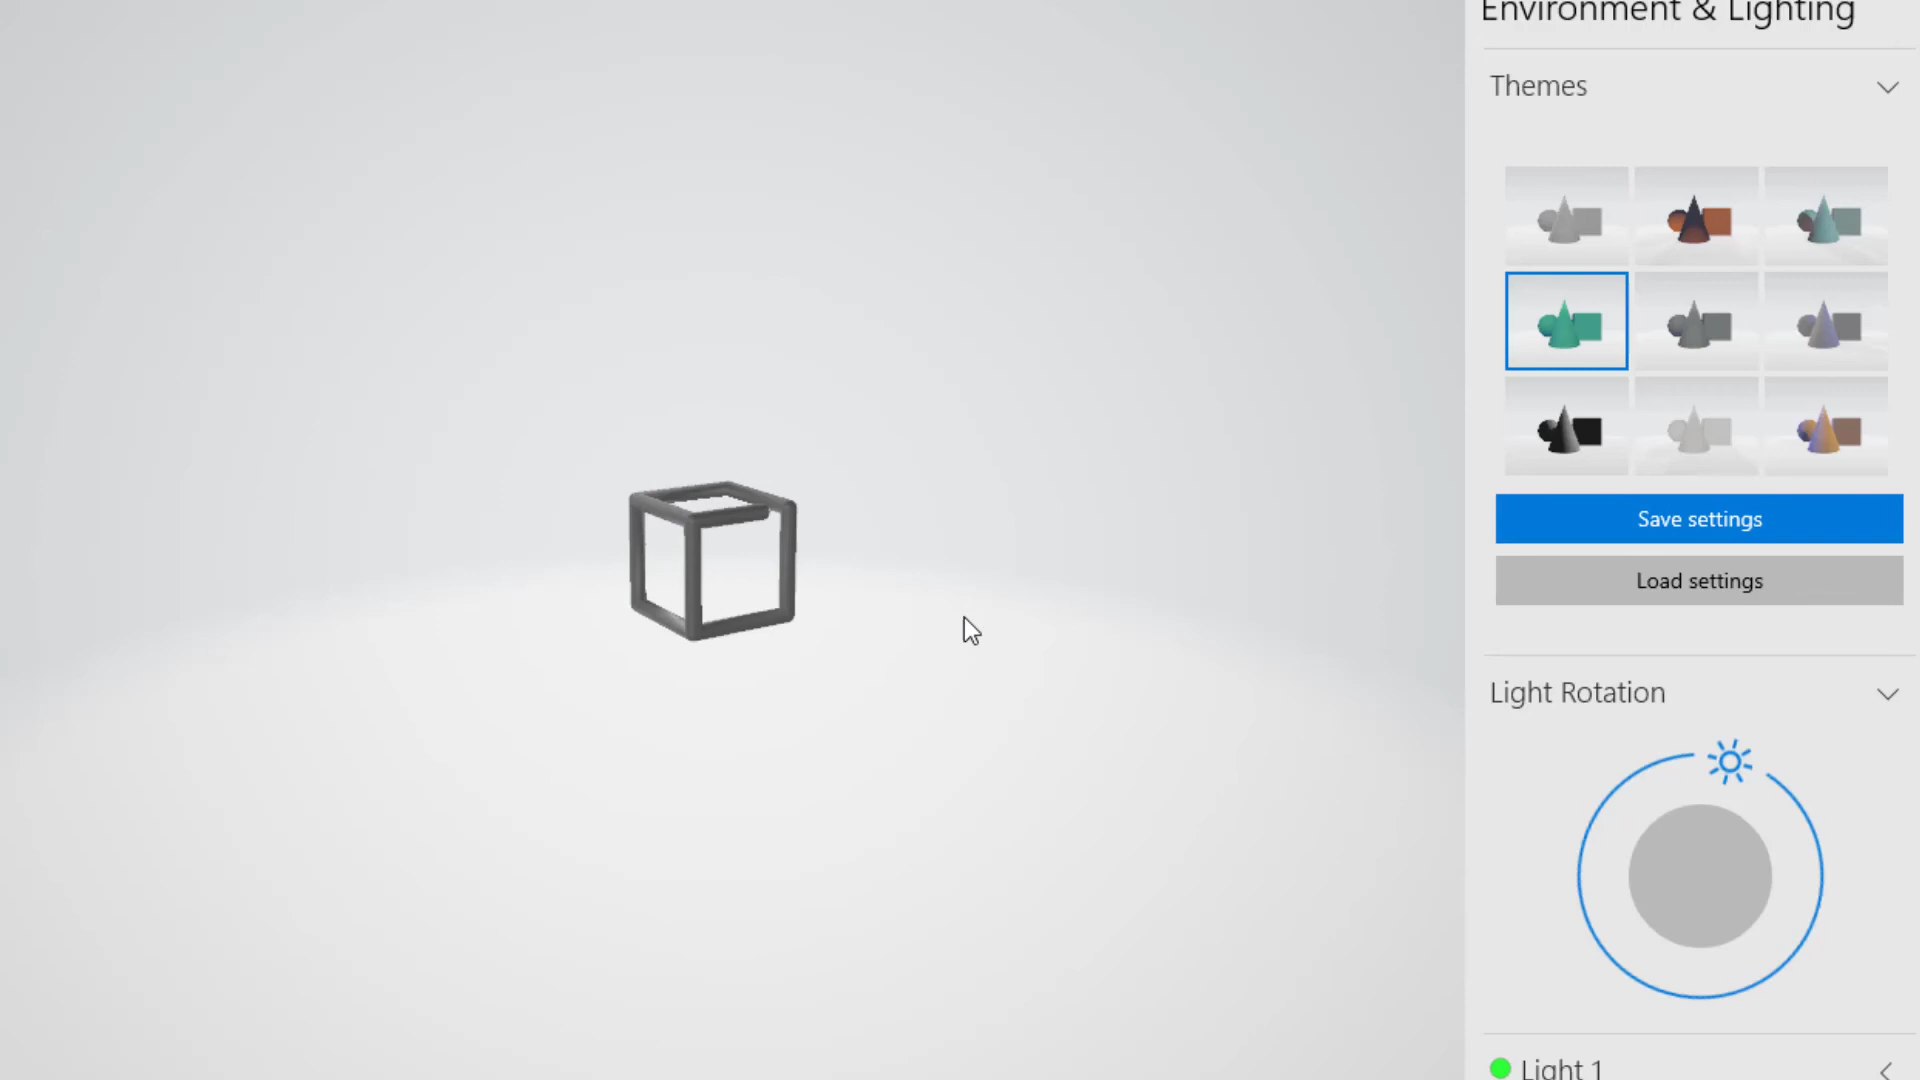 Environment & Lighting
Themes
Save settings
Load settings
Light Rotation
Light 1